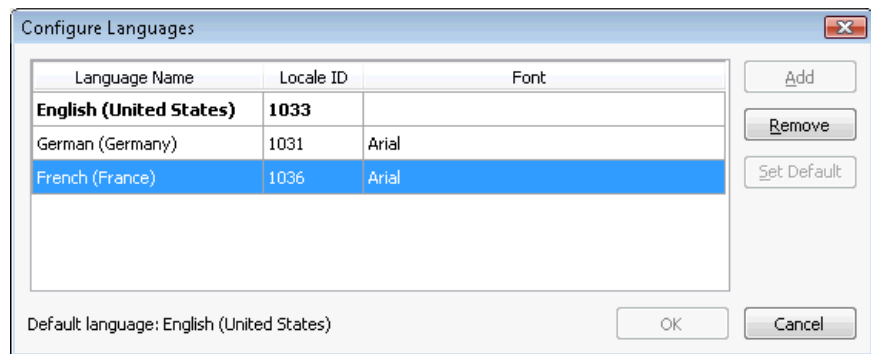 Configure Languages
Language Name Locale ID Font Add
English (United States) 1033
Remove
German (Germany) 1031 Arial
French (France) 1036 Arial Set Default
Default language: English (United States) OK Cancel